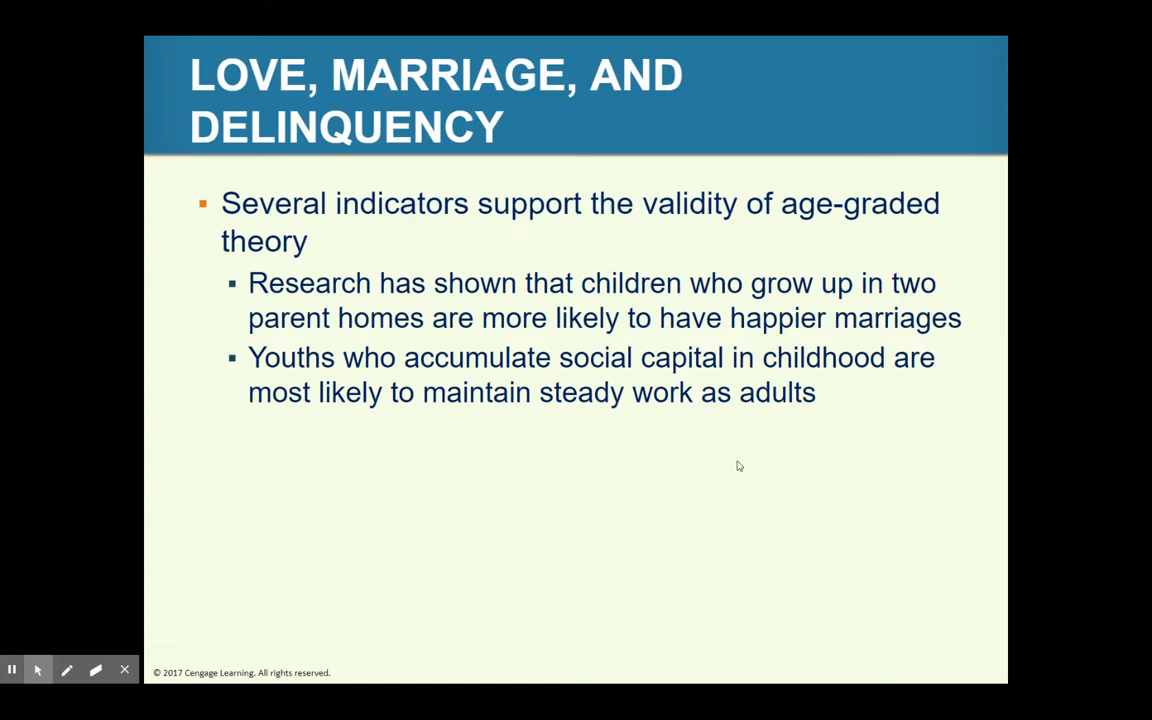 LOVE, MARRIAGE, AND
DELINQUENCY
Several indicators support the validity of age-graded
theory
Research has shown that children who grow up in two
parent homes are more likely to have happier marriages
Youths who accumulate social capital in childhood are
most likely to maintain steady work as adults
© 2017 Cengage Learning. All rights reserved.